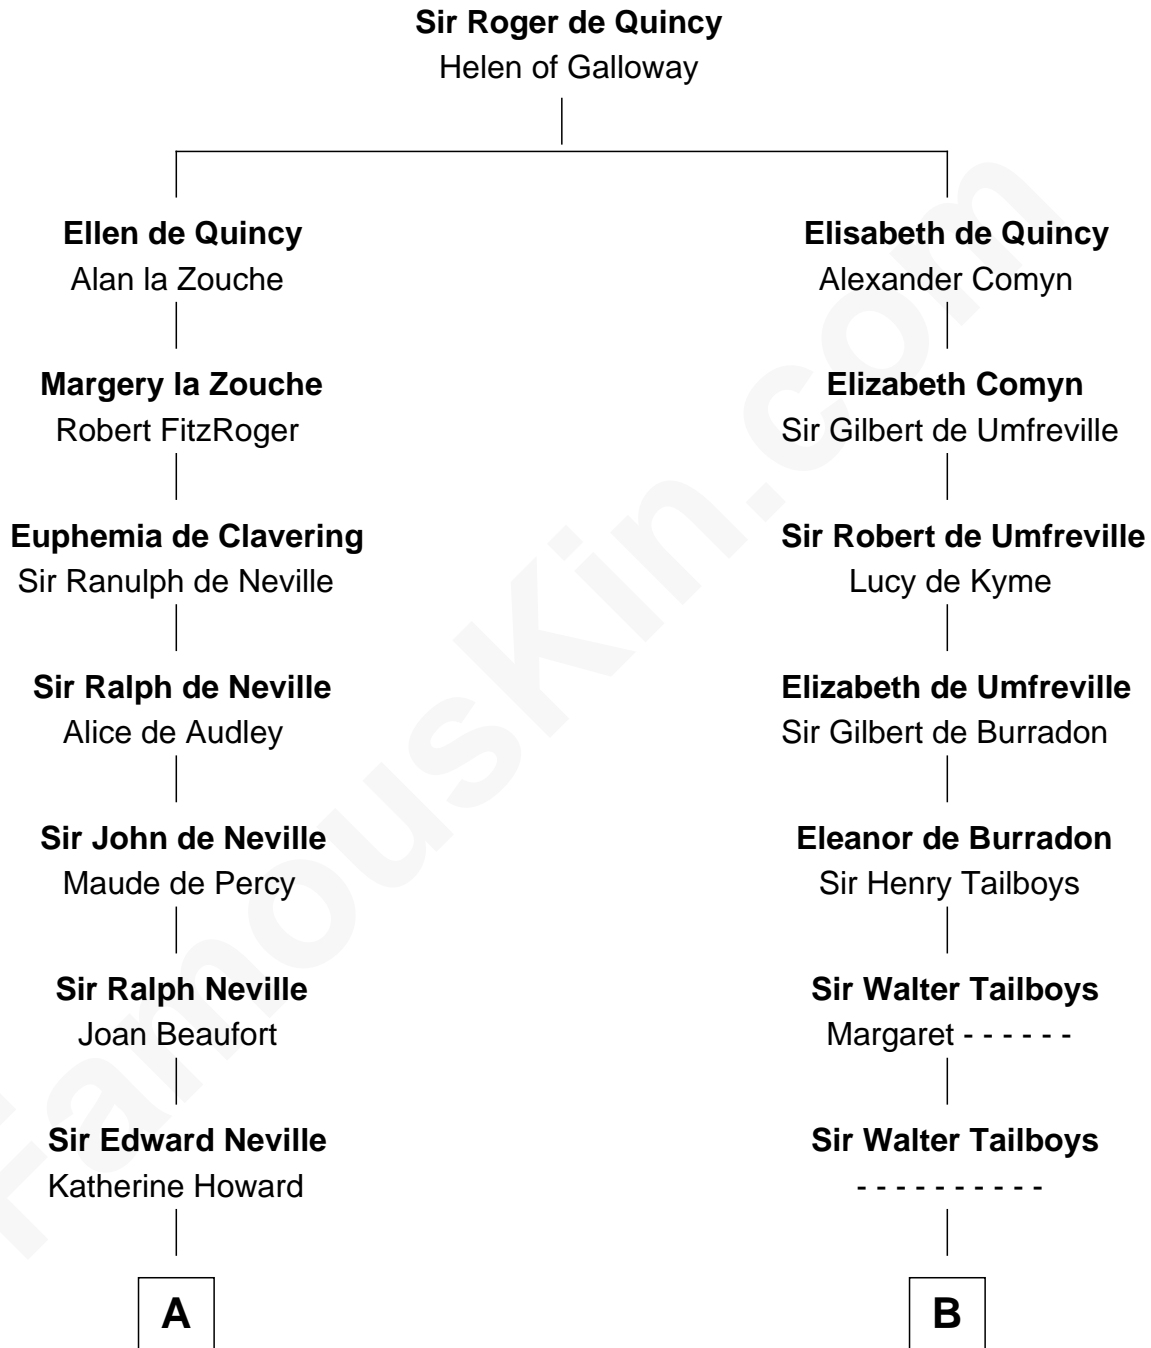 Sir Roger de Quincy
Helen of Galloway
Ellen de Quincy
Alan la Zouche
Elisabeth de Quincy
Alexander Comyn
Margery la Zouche
Robert FitzRoger
Elizabeth Comyn
Sir Gilbert de Umfreville
Euphemia de Clavering
Sir Ranulph de Neville
Sir Robert de Umfreville
Lucy de Kyme
Sir Ralph de Neville
Alice de Audley
Elizabeth de Umfreville
Sir Gilbert de Burradon
Sir John de Neville
Maude de Percy
Eleanor de Burradon
Sir Henry Tailboys
Sir Ralph Neville
Joan Beaufort
Sir Walter Tailboys
Margaret - - - - - -
Sir Edward Neville
Katherine Howard
Sir Walter Tailboys
- - - - - - - - - -
A
B
FamousKin.com